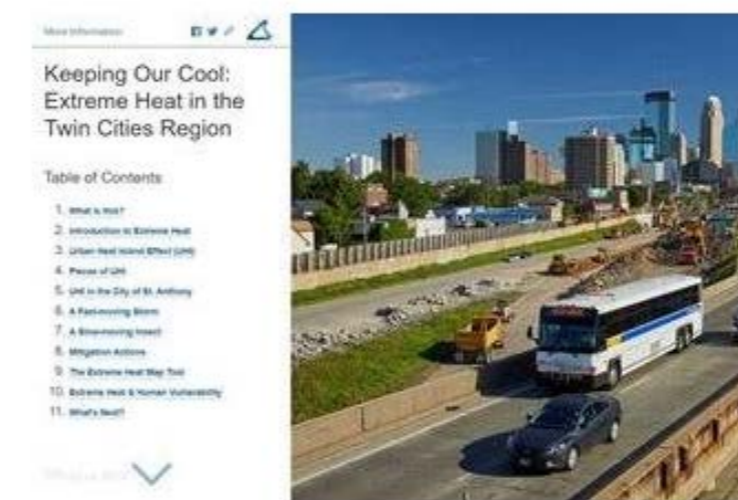 More Information
Keeping Our Cool:
Extreme Heat in the
Twin Cities Region
Table of Contents
1. What is this?
2. Introduction to Extreme Heat
3. Urban Heat Island Effect (UHI)
4. Pieces of UHI
5. UHI in the City of St. Anthony
6. A Fast-moving Storm
7. A Slow-moving Insect
8. Mitigation Actions
9. The Extreme Heat Map Tool
10. Extreme Heat & Human Vulnerability
11. What's Next?